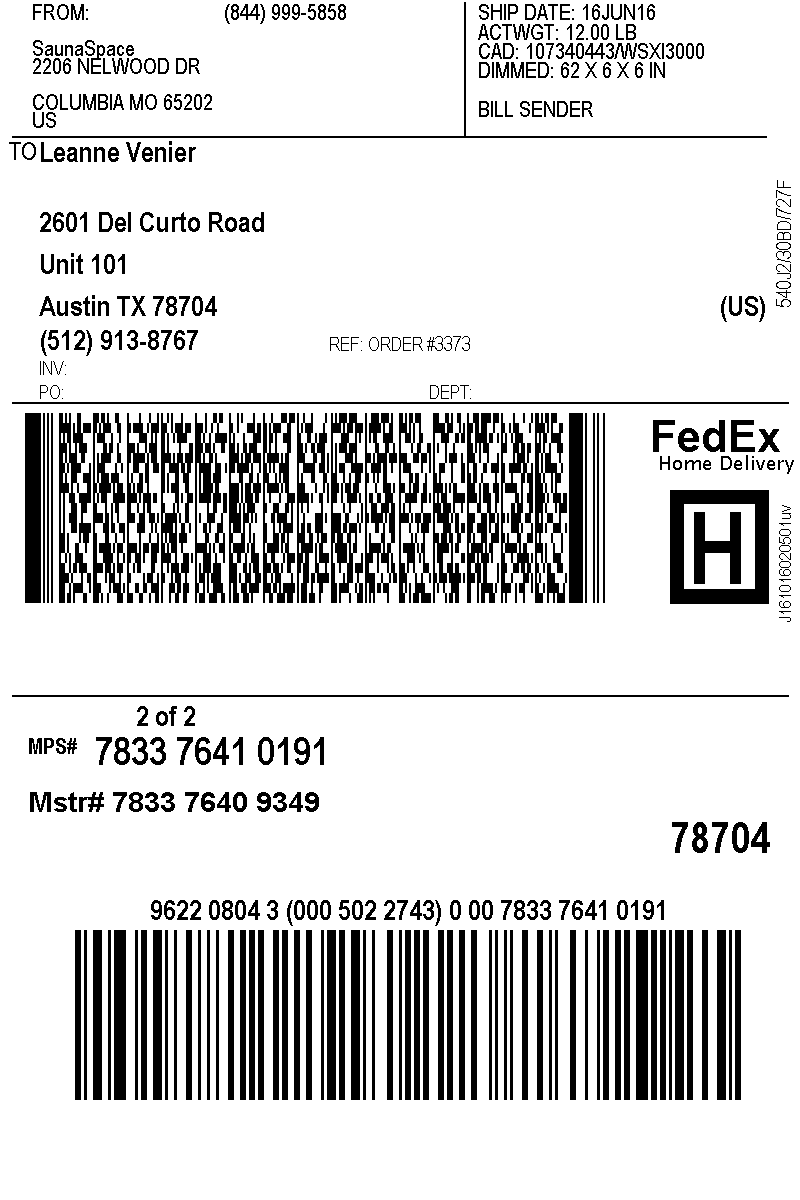 FROM: (844) 999-5858
SaunaSpace
2206 NELWOOD DR
COLUMBIA MO 65202
US
SHIP DATE: 16JUN16
ACTWGT: 12.00 LB
CAD: 107340443/WSXI3000
DIMMED: 62 X 6 X 6 IN
BILL SENDER
TO Leanne Venier
2601 Del Curto Road
Unit 101
Austin TX 78704 (US)
(512) 913-8767 REF: ORDER #3373
INV:
PO: DEPT:
540J2/30BD/727F
FedEx
Home Delivery
H
J161016020501uv
2 of 2
MPS# 7833 7641 0191
Mstr# 7833 7640 9349
78704
9622 0804 3 (000 502 2743) 0 00 7833 7641 0191